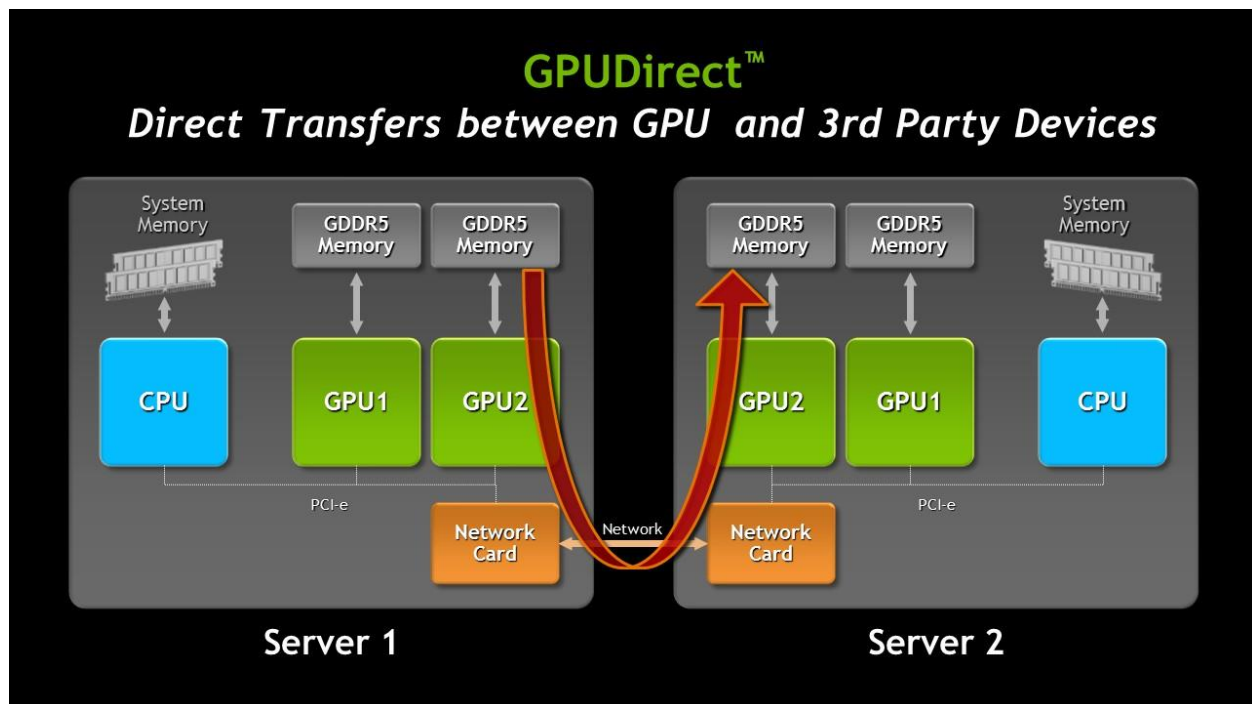 GPUDirect™
Direct Transfers between GPU and 3rd Party Devices
System
Memory
GDDR5
Memory
GDDR5
Memory
CPU
GPU1
GPU2
PCI-e
Network
Card
Server 1
Network
GDDR5
Memory
GDDR5
Memory
System
Memory
GPU2
GPU1
CPU
PCI-e
Network
Card
Server 2